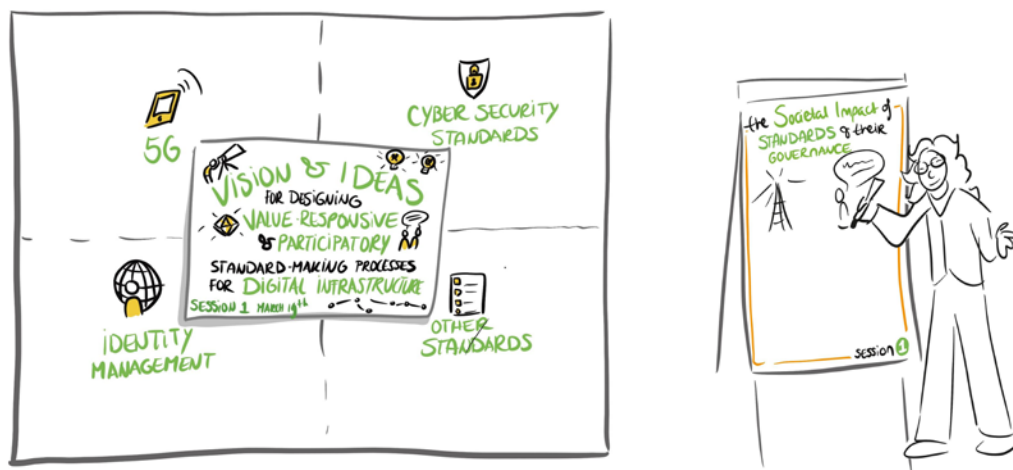 5G
CYBER SECURITY
STANDARDS
VISION & IDEAS
FOR DESIGNING
VALUE-RESPONSIVE
& PARTICIPATORY
STANDARD-MAKING PROCESSES
FOR DIGITAL INFRASTRUCTURE
SESSION 1 MARCH 19th
IDENTITY
MANAGEMENT
OTHER
STANDARDS
the Societal Impact of
STANDARDS & their
GOVERNANCE
SESSION 1